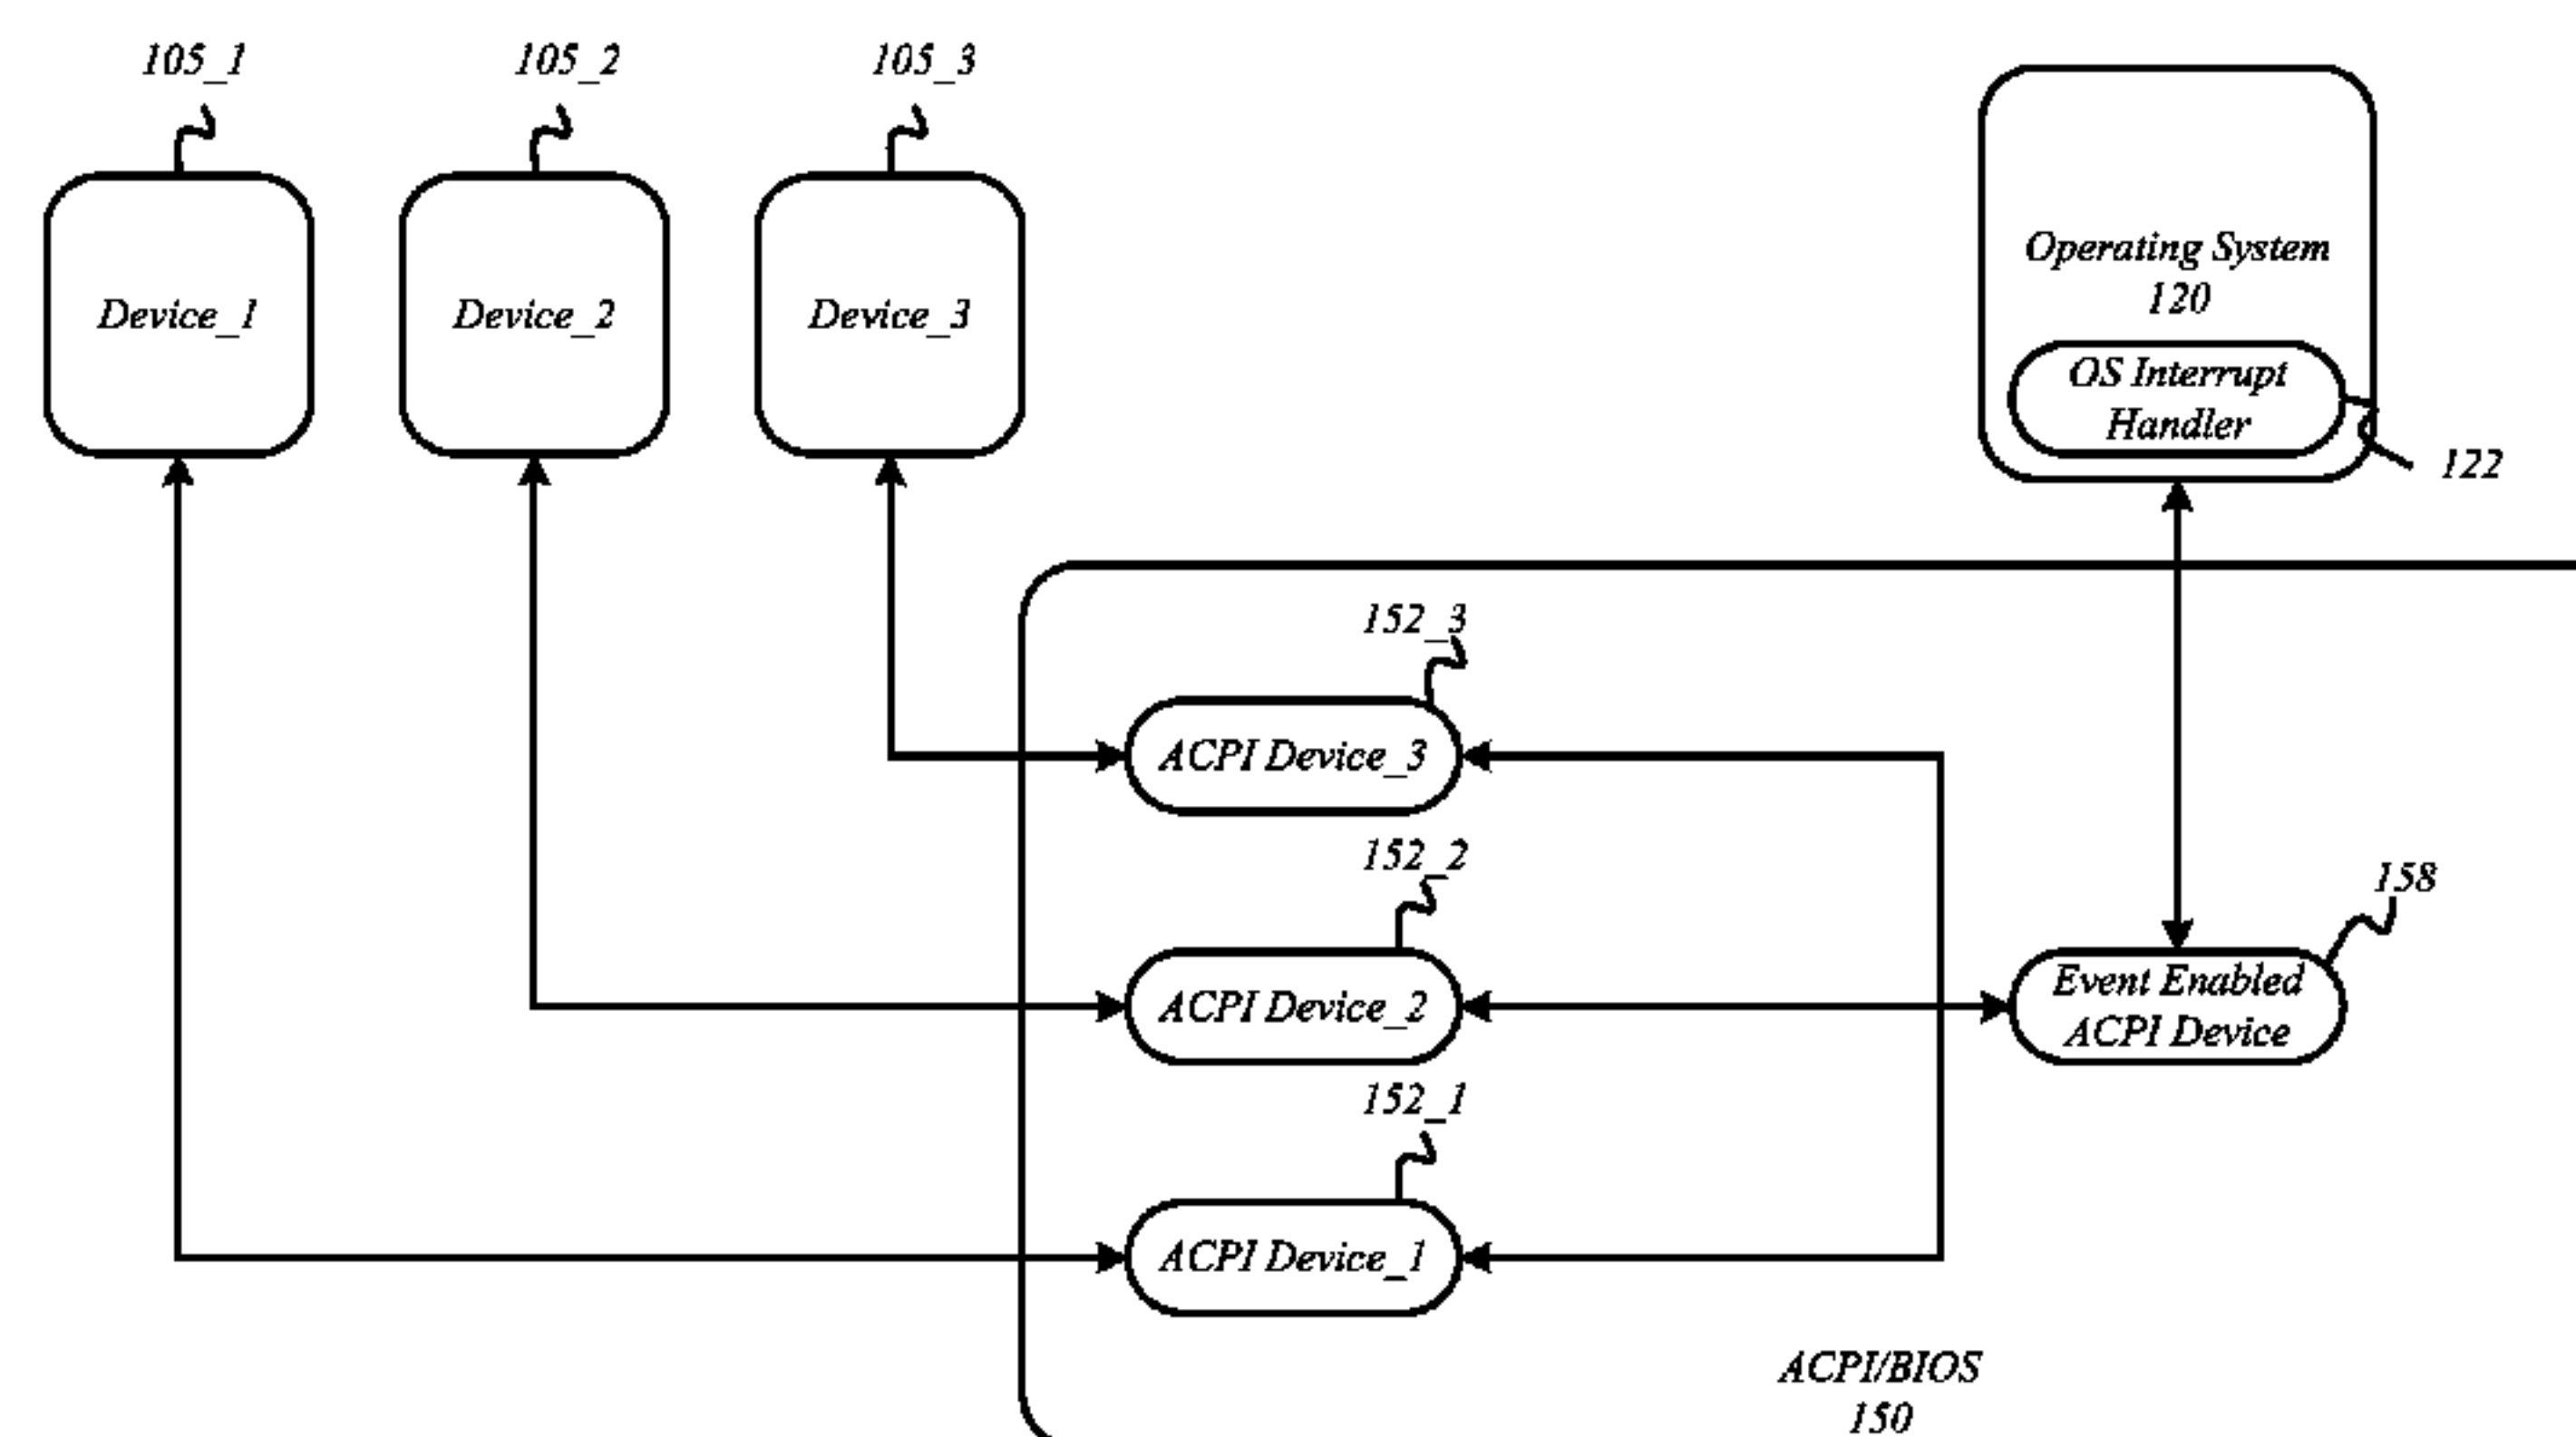 105_1
105_2
105_3
Device_1
Device_2
Device_3
Operating System
120
OS Interrupt
Handler
122
152_3
ACPI Device_3
152_2
ACPI Device_2
158
Event Enabled
ACPI Device
152_1
ACPI Device_1
ACPI/BIOS
150